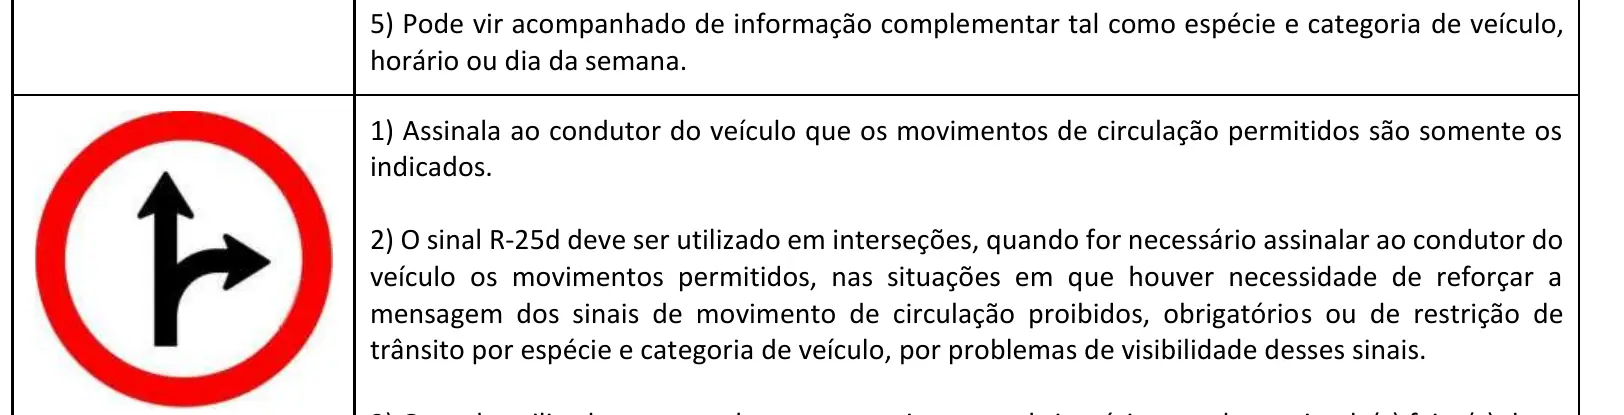 5) Pode vir acompanhado de informação complementar tal como espécie e categoria de veículo,
horário ou dia da semana.
1) Assinala ao condutor do veículo que os movimentos de circulação permitidos são somente os
indicados.
2) O sinal R-25d deve ser utilizado em interseções, quando for necessário assinalar ao condutor do
veículo os movimentos permitidos, nas situações em que houver necessidade de reforçar a
mensagem dos sinais de movimento de circulação proibidos, obrigatórios ou de restrição de
trânsito por espécie e categoria de veículo, por problemas de visibilidade desses sinais.